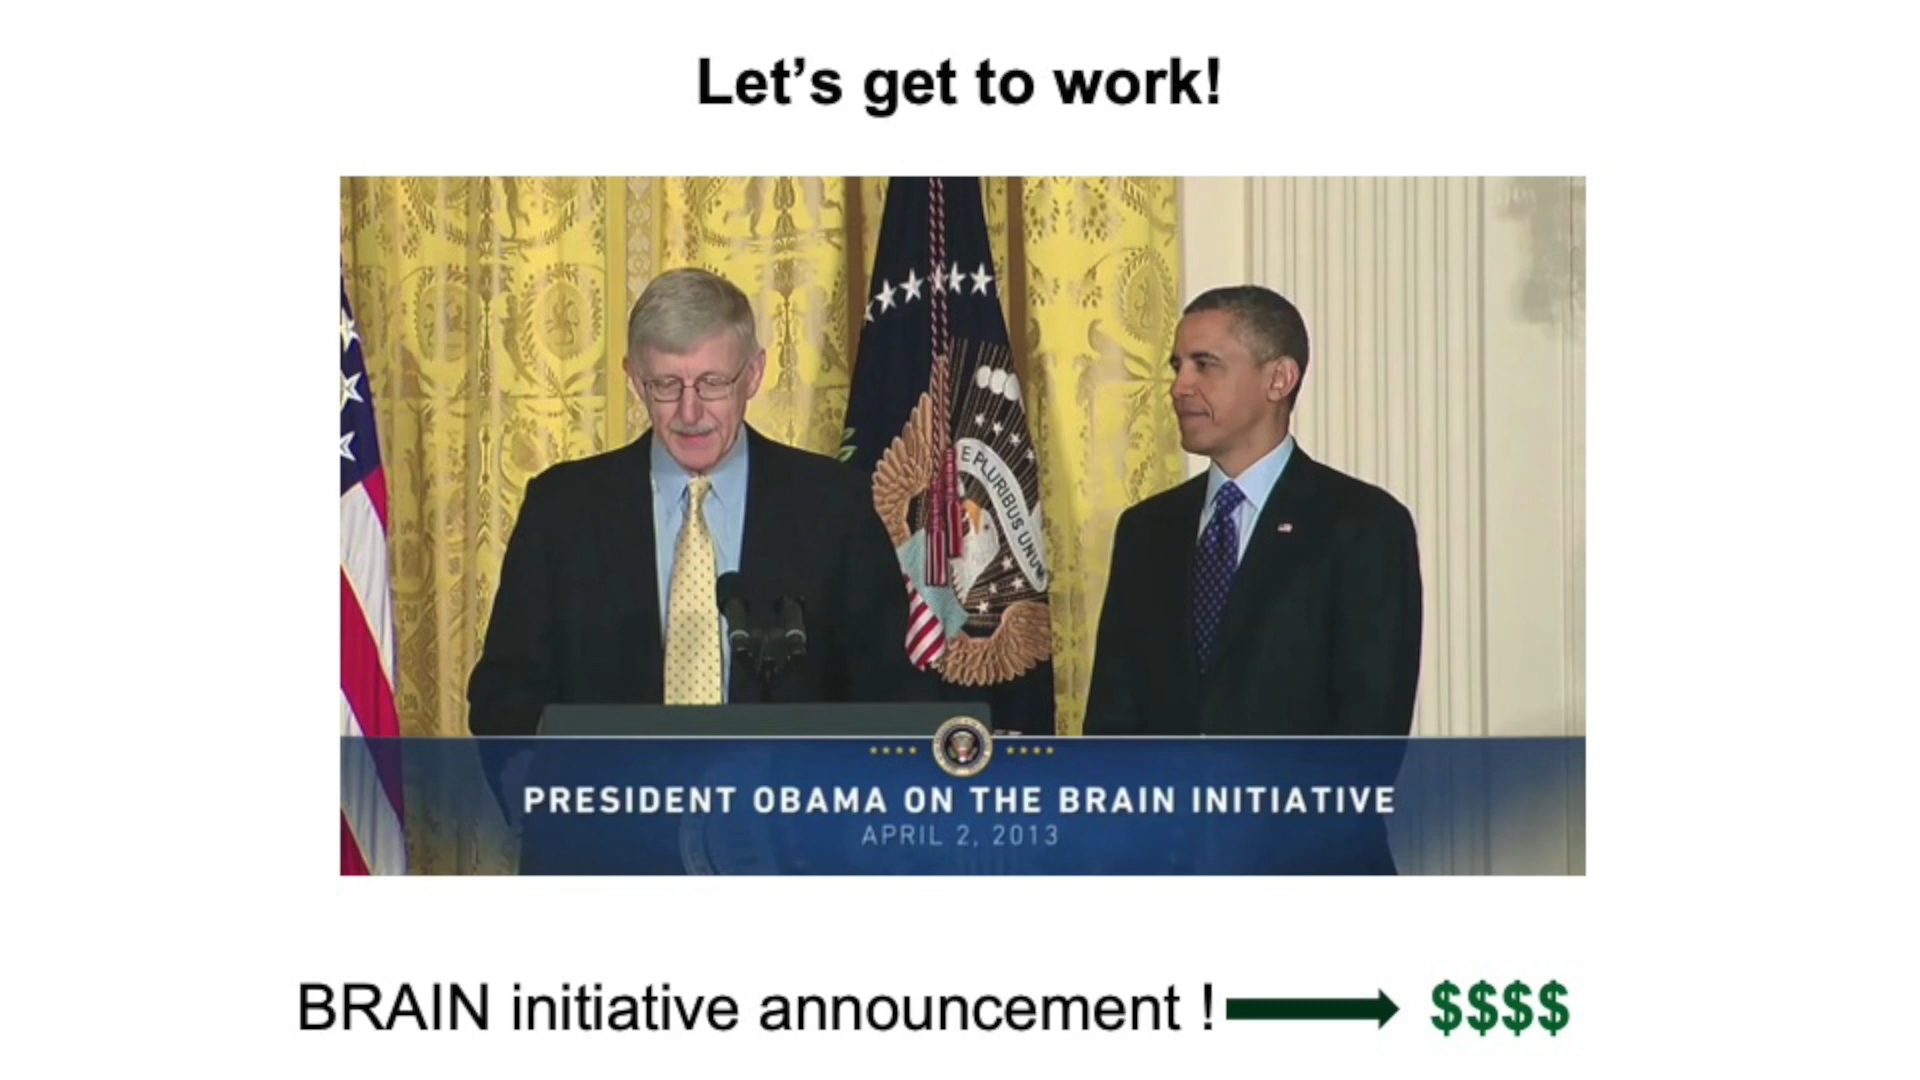 Let's get to work!
E PLURIBUS UNUM
PRESIDENT OBAMA ON THE BRAIN INITIATIVE
APRIL 2, 2013
BRAIN initiative announcement ! $$$$